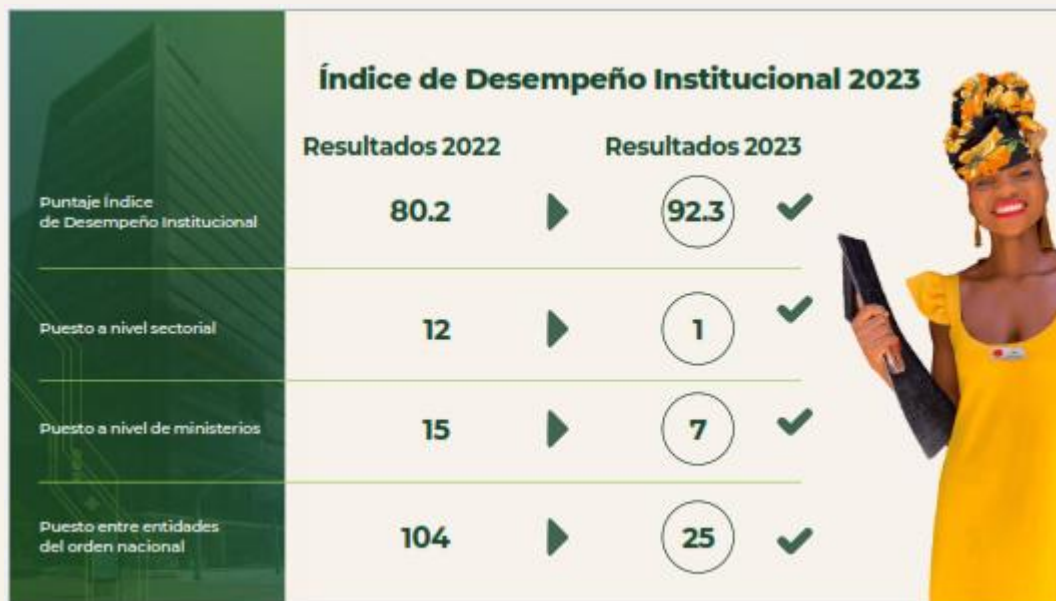 Índice de Desempeño Institucional 2023
Resultados 2022
Resultados 2023
Puntaje Índice
de Desempeño Institucional
80.2
92.3
Puesto a nivel sectorial
12
1
Puesto a nivel de ministerios
15
7
Puesto entre entidades
del orden nacional
104
25